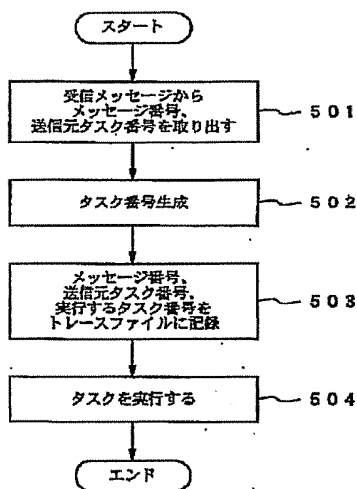 スタート
受信メッセージから
メッセージ番号、
送信元タスク番号を取り出す
501
タスク番号生成
502
メッセージ番号、
送信元タスク番号、
実行するタスク番号を
トレースファイルに記録
503
タスクを実行する
504
エンド